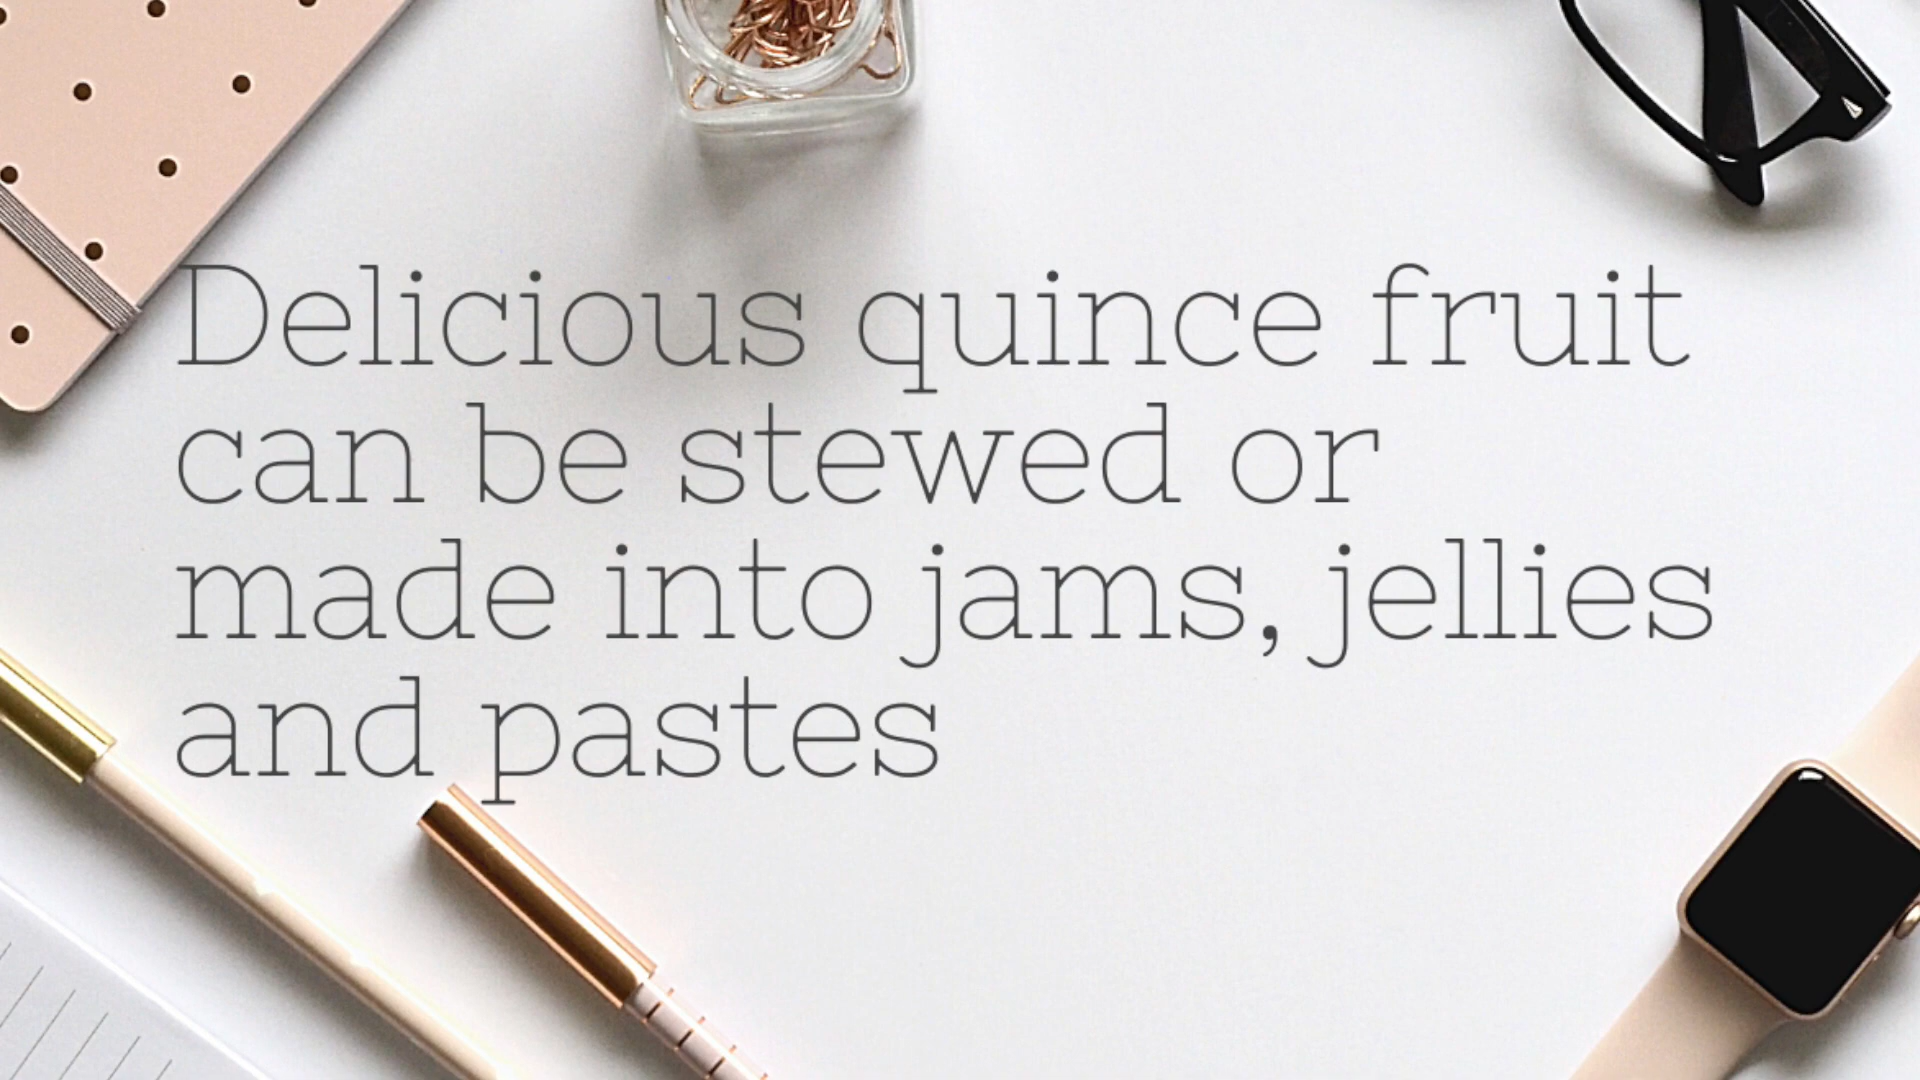 Delicious quince fruit
can be stewed or
made into jams, jellies
and pastes